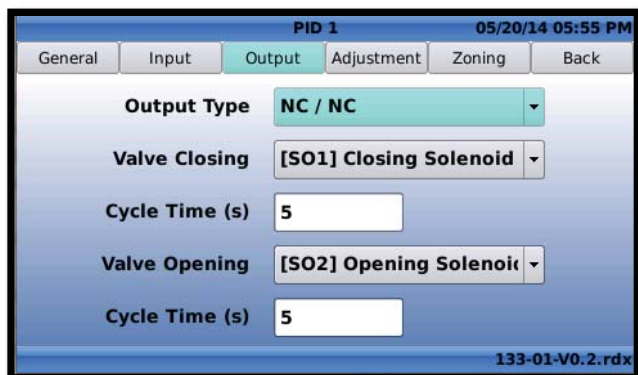 PID 1 05/20/14 05:55 PM
General Input Output Adjustment Zoning Back
Output Type NC / NC
Valve Closing [SO1] Closing Solenoid
Cycle Time (s) 5
Valve Opening [SO2] Opening Solenoi
Cycle Time (s) 5
133-01-V0.2.rdx